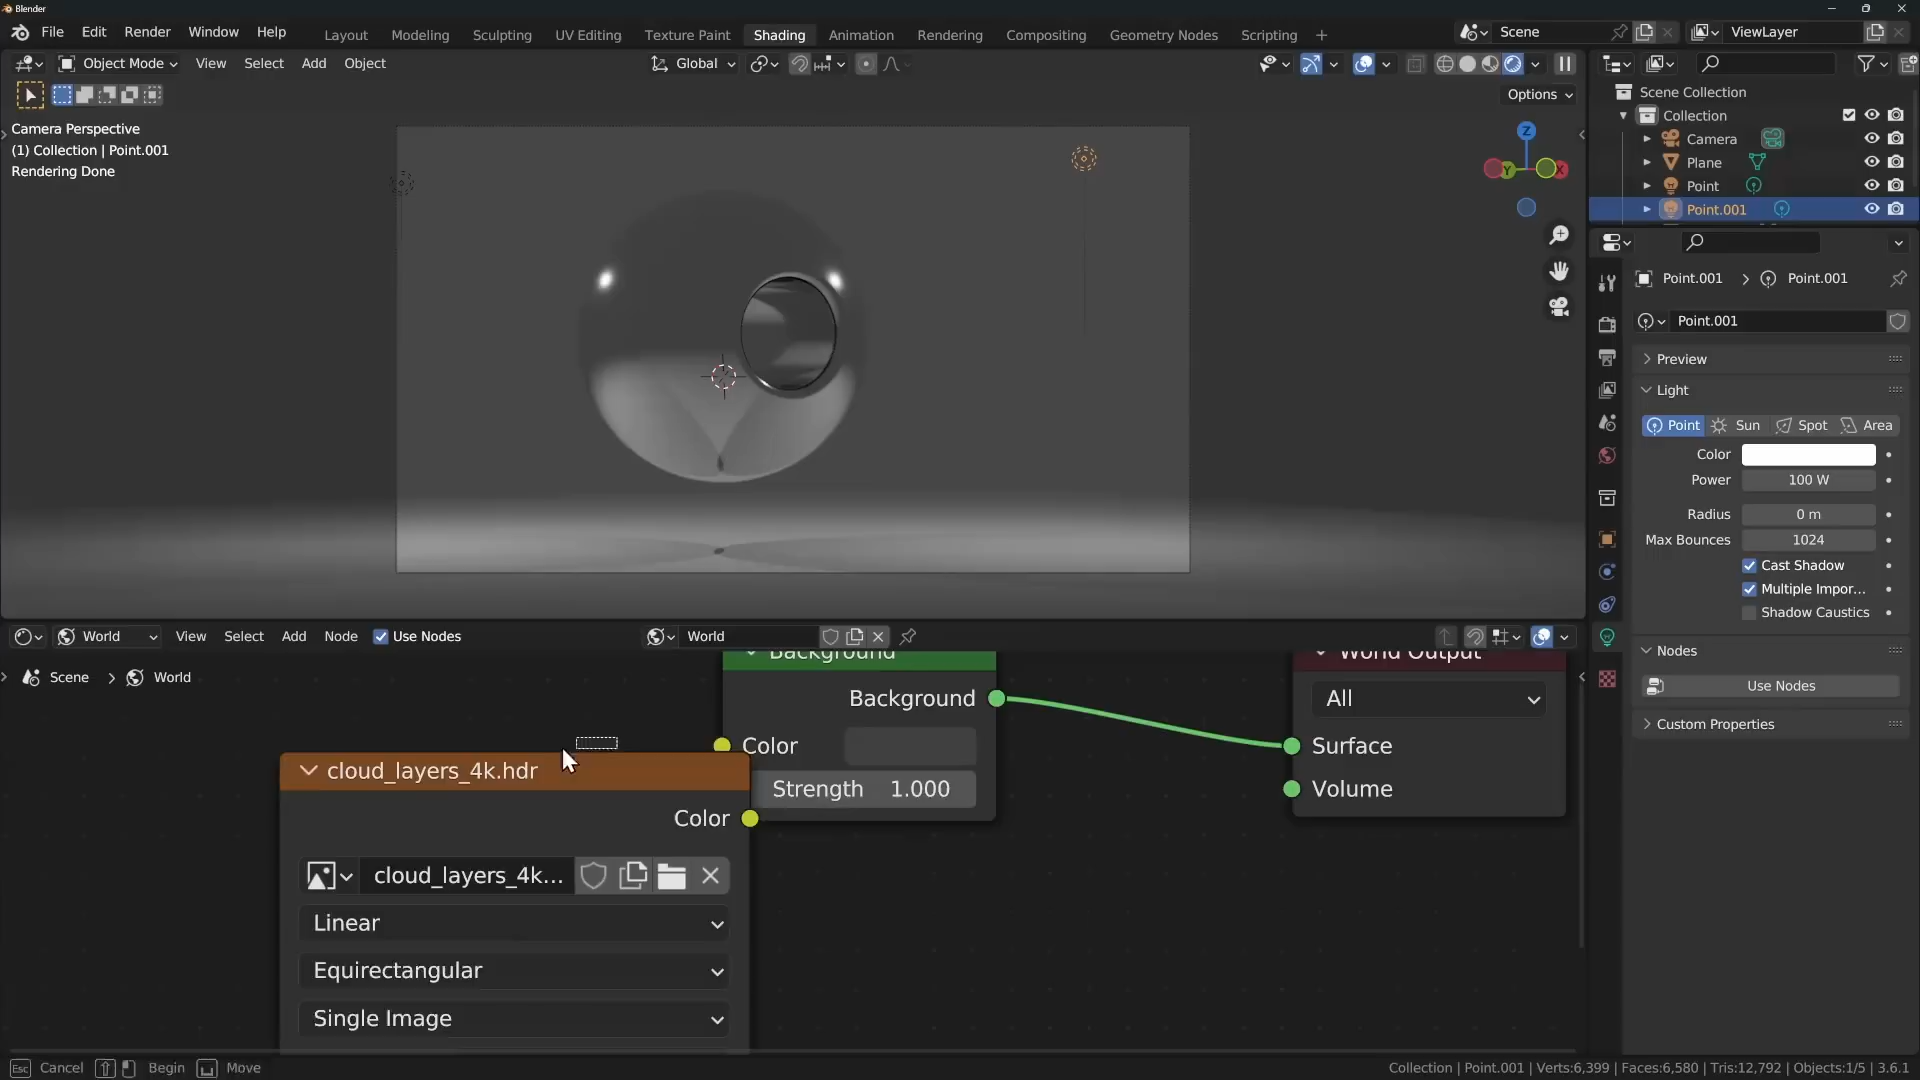 Blender
File Edit Render Window Help Layout Modeling Sculpting UV Editing Texture Paint Shading Animation Rendering Compositing Geometry Nodes Scripting + Scene ViewLayer
Object Mode View Select Add Object Global
Options
Camera Perspective
(1) Collection | Point.001
Rendering Done
Z
Y
X
Scene Collection
Collection
Camera
Plane
Point
Point.001
Point.001 > Point.001
Point.001
Preview
Light
Point Sun Spot Area
Color
Power 100 W
Radius 0 m
Max Bounces 1024
Cast Shadow
Multiple Impor...
Shadow Caustics
Nodes
Use Nodes
Custom Properties
World View Select Add Node Use Nodes World
Scene > World
Background
Background
Color
Strength 1.000
World Output
All
Surface
Volume
cloud_layers_4k.hdr
Color
cloud_layers_4k...
Linear
Equirectangular
Single Image
Esc Cancel Begin Move
Collection | Point.001 | Verts:6,399 | Faces:6,580 | Tris:12,792 | Objects:1/5 | 3.6.1